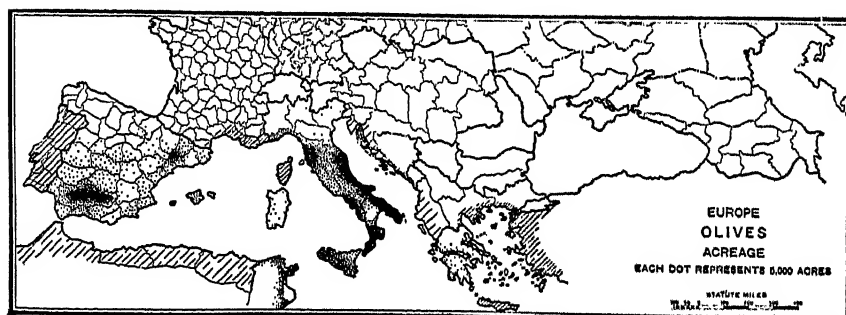 EUROPE
OLIVES
ACREAGE
EACH DOT REPRESENTS 5,000 ACRES
STATUTE MILES